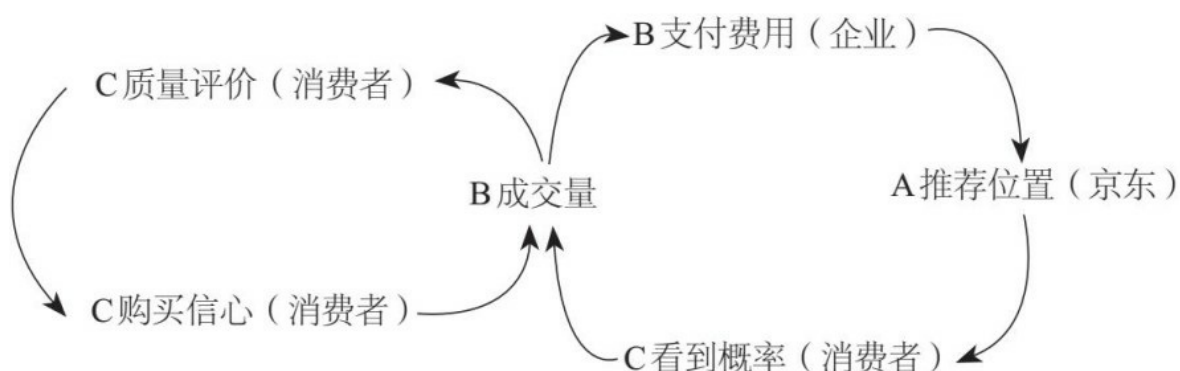 B支付费用（企业）
C质量评价（消费者）
B成交量
A推荐位置（京东）
C购买信心（消费者）
C看到概率（消费者）